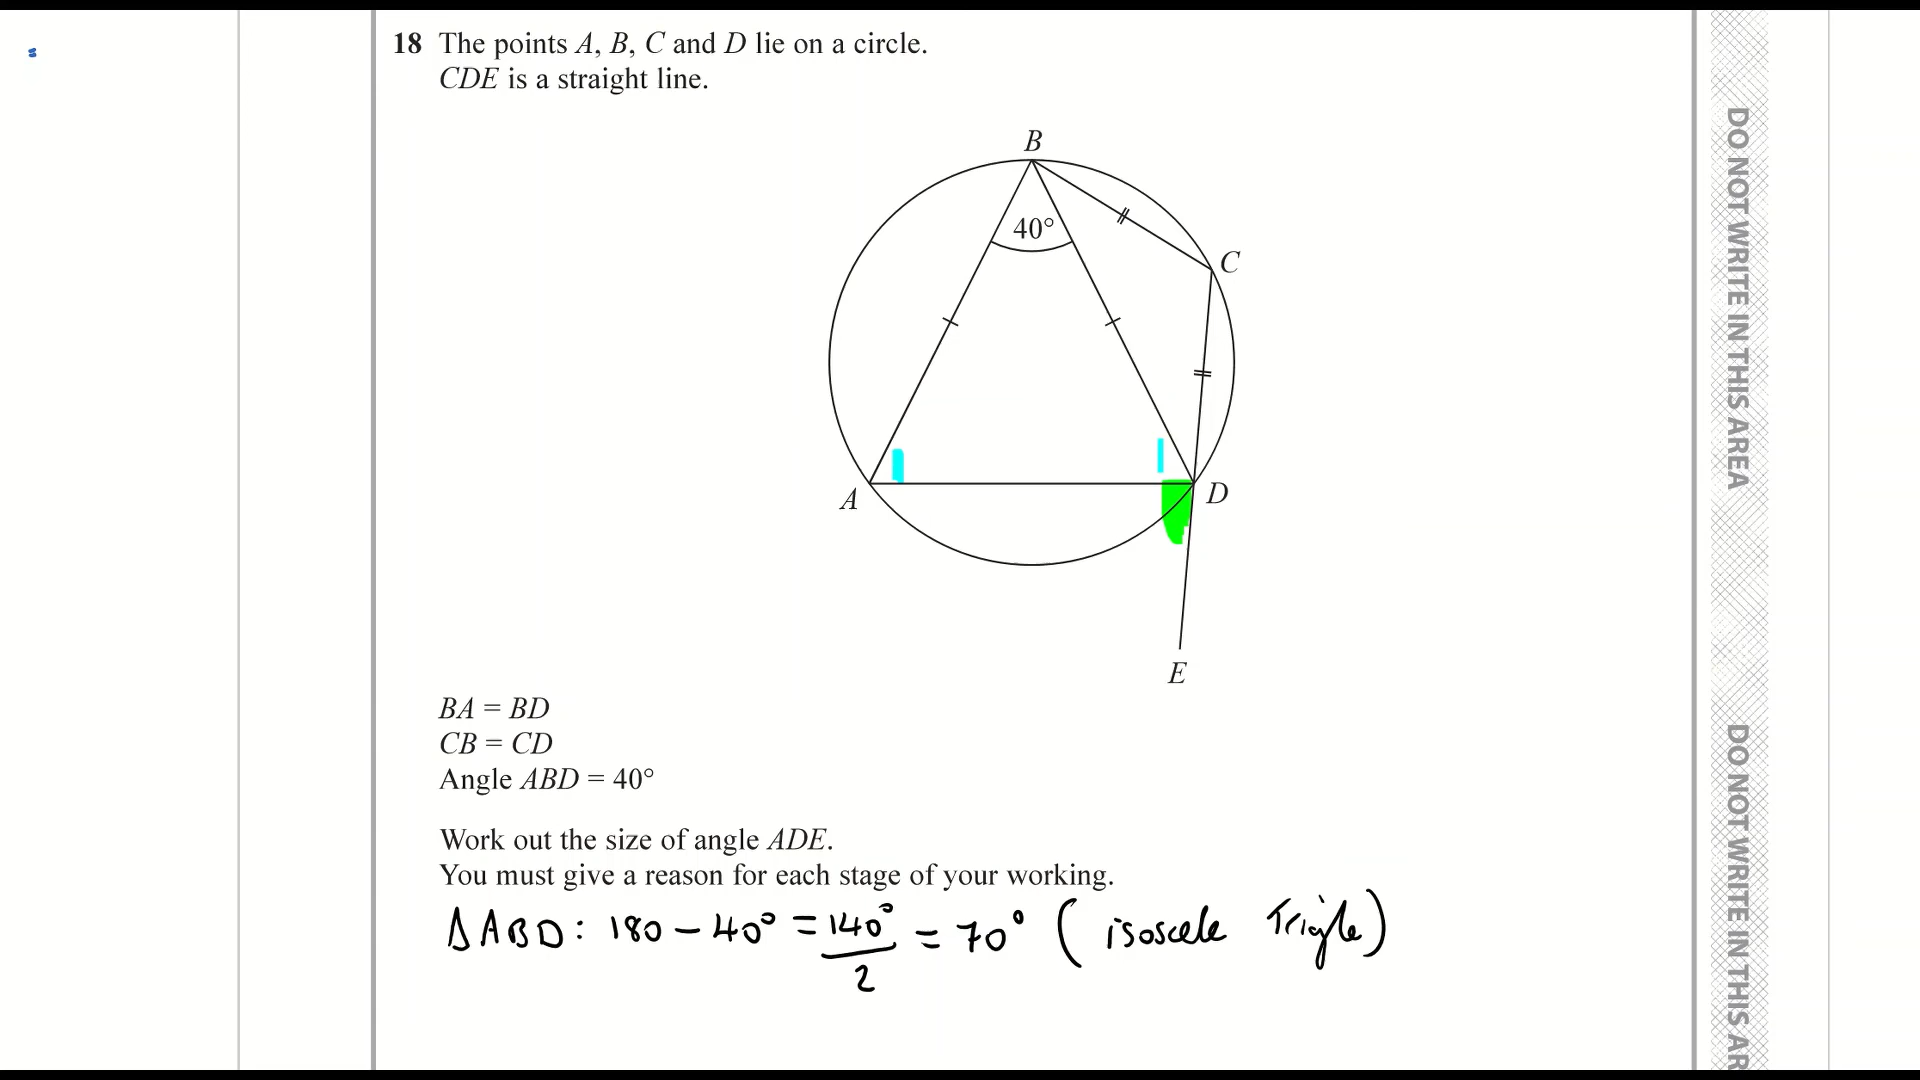 18 The points A, B, C and D lie on a circle.
CDE is a straight line.
B
40°
C
A
D
E
BA = BD
CB = CD
Angle ABD = 40°
Work out the size of angle ADE.
You must give a reason for each stage of your working.
Δ ABD: 180 - 40° = 140°/2 = 70° (isoscele Trigle)
DO NOT WRITE IN THIS AREA
DO NOT WRITE IN THIS AR